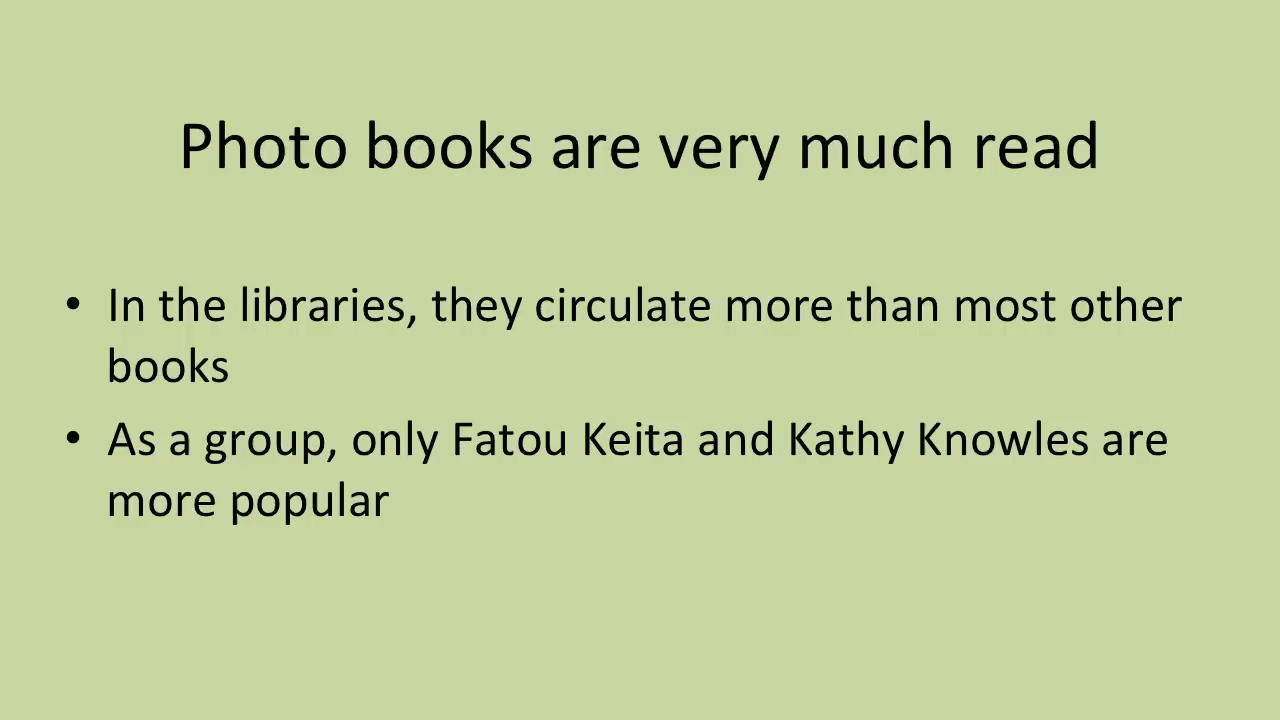 Photo books are very much read
• In the libraries, they circulate more than most other
books
• As a group, only Fatou Keita and Kathy Knowles are
more popular